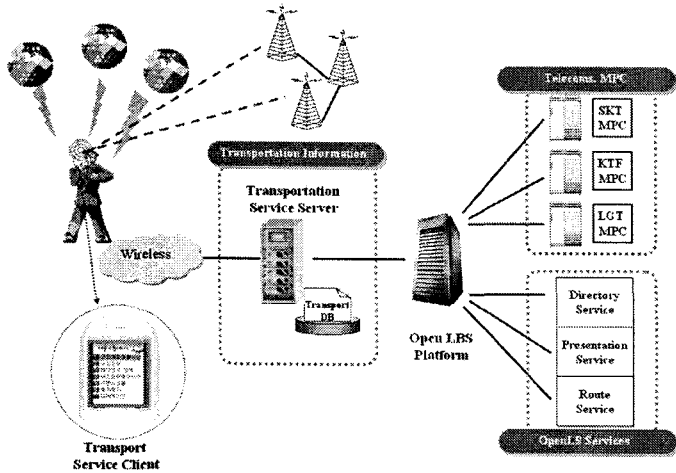 Telecoms. MPC
SKT
MPC
KTF
MPC
LGT
MPC
Transportation Information
Transportation
Service Server
Wireless
Transport
DB
Open LBS
Platform
Directory
Service
Presentation
Service
Route
Service
OpenLS Services
Transport
Service Client